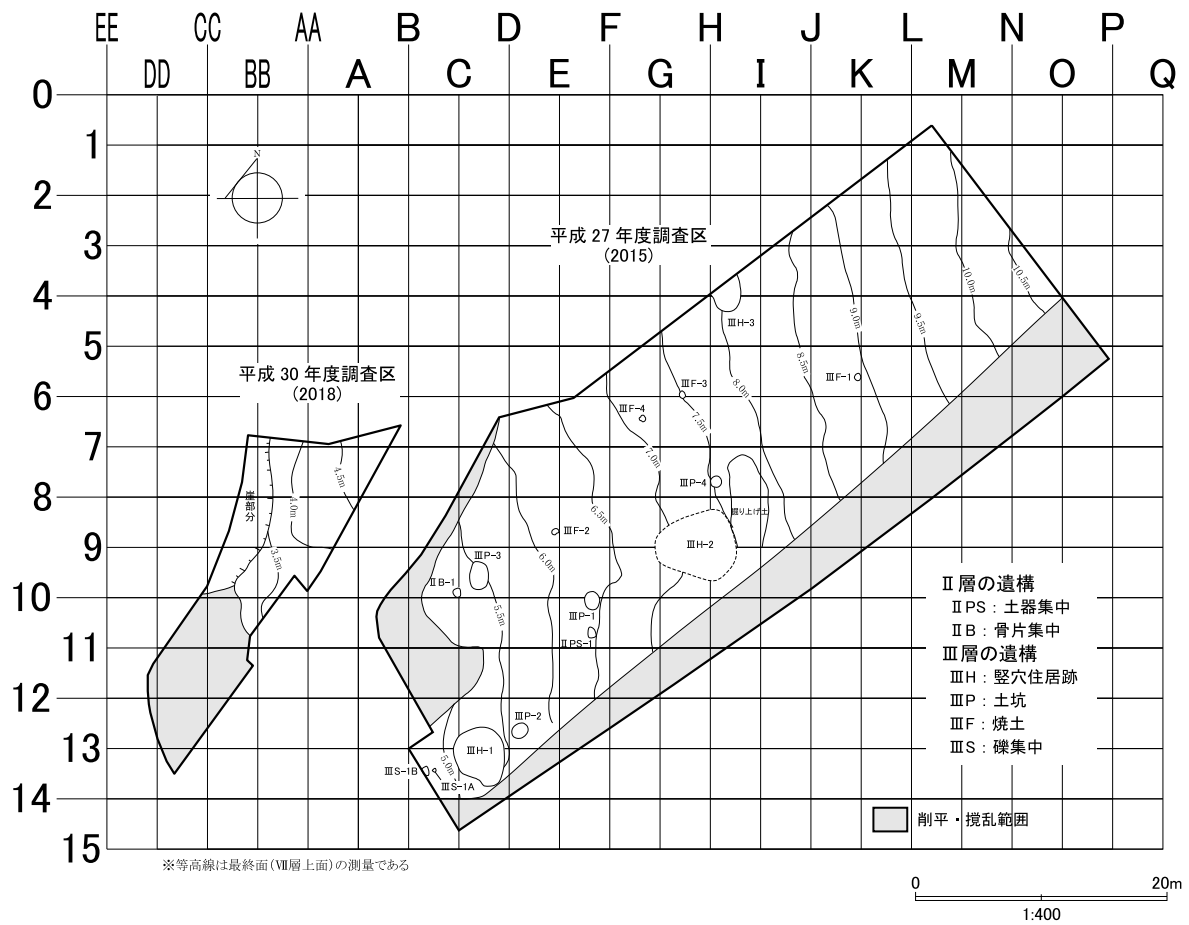 EE CC AA B D F H J L N P
DD BB A C E G I K M O Q
0
1
2
3
4
5
6
7
8
9
10
11
12
13
14
15
N
平成 27 年度調査区
(2015)
平成 30 年度調査区
(2018)
崖部分
3.5m
4.0m
4.5m
5.0m
5.5m
6.0m
6.5m
7.0m
7.5m
8.0m
8.5m
9.0m
9.5m
10.0m
10.5m
ⅢH-3
ⅢF-1
ⅢF-3
ⅢF-4
ⅢP-4
掘り上げ土
ⅢH-2
ⅢF-2
ⅢP-3
ⅡB-1
ⅢP-1
ⅡPS-1
ⅢP-2
ⅢH-1
ⅢS-1B
ⅢS-1A
Ⅱ層の遺構
ⅡPS:土器集中
ⅡB:骨片集中
Ⅲ層の遺構
ⅢH:竪穴住居跡
ⅢP:土坑
ⅢF:焼土
ⅢS:礫集中
削平・撹乱範囲
※等高線は最終面(Ⅶ層上面)の測量である
0 20m
1:400